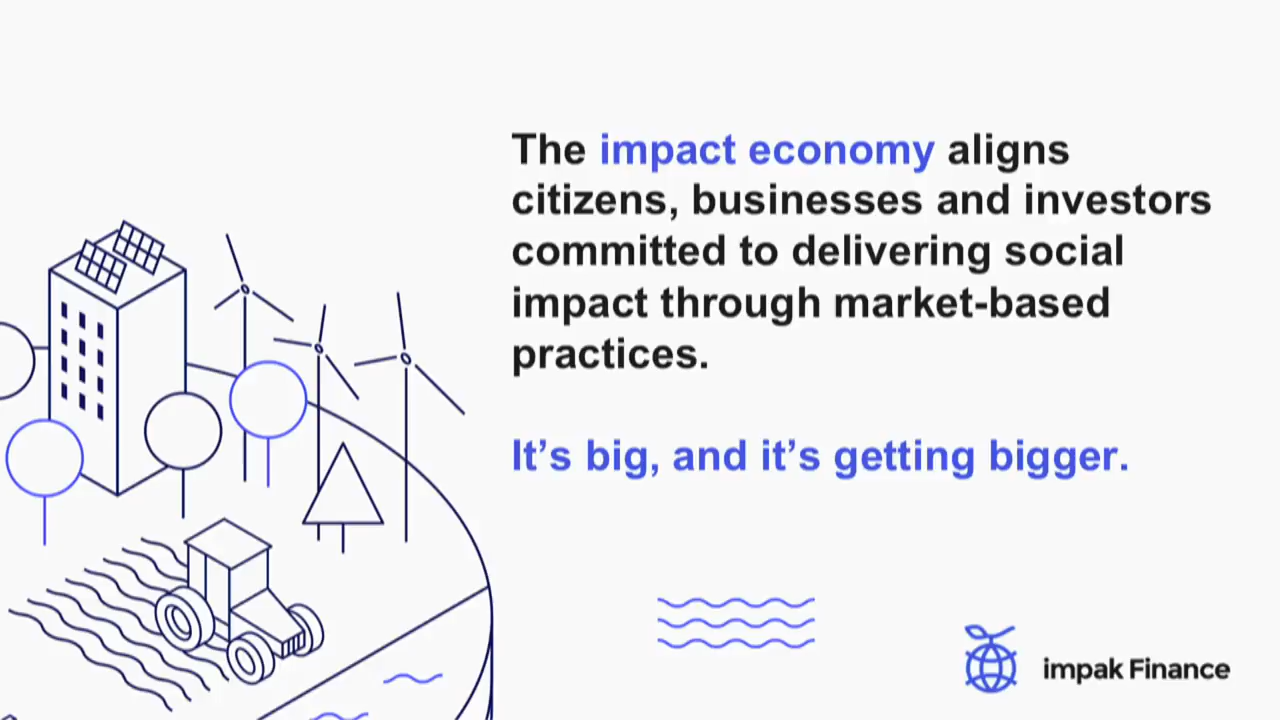 The impact economy aligns
citizens, businesses and investors
committed to delivering social
impact through market-based
practices.
It’s big, and it’s getting bigger.
impak Finance